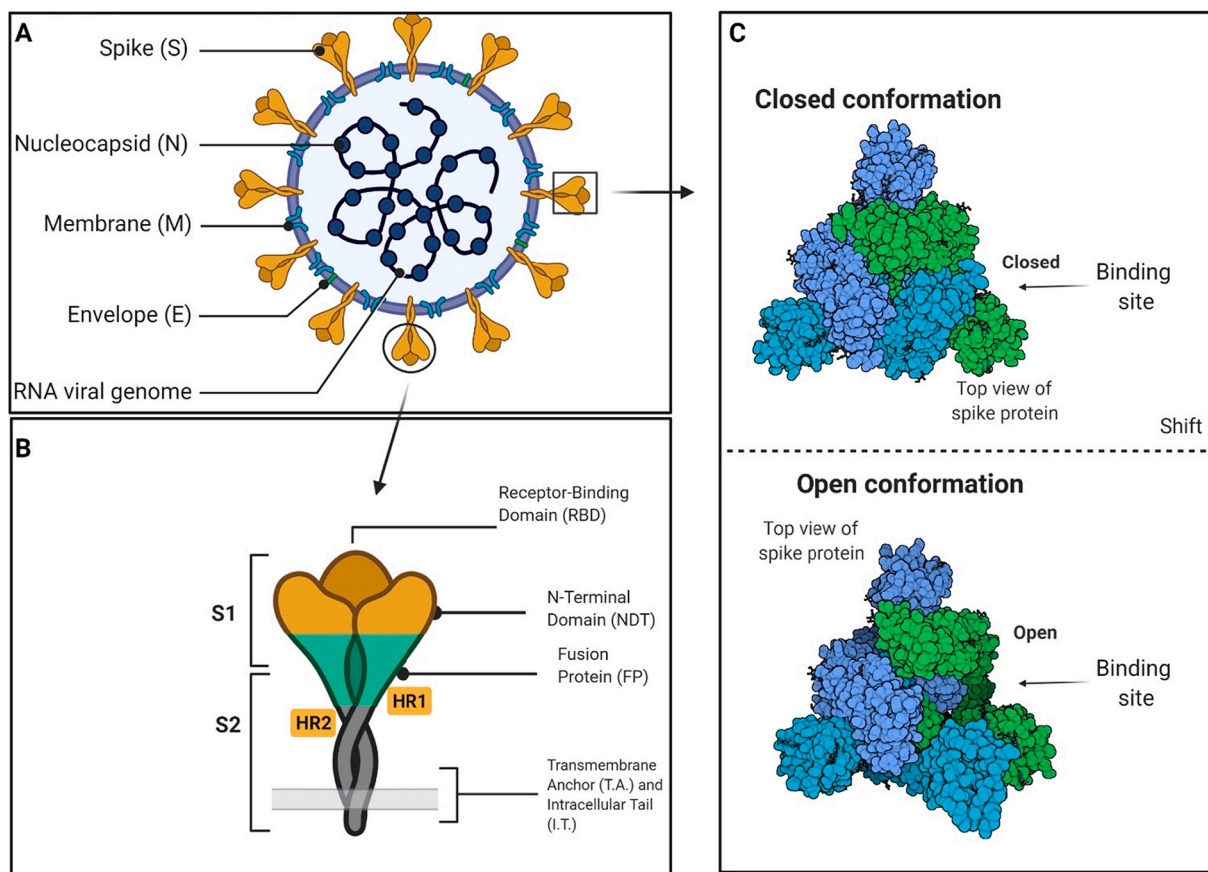 A
Spike (S)
Nucleocapsid (N)
Membrane (M)
Envelope (E)
RNA viral genome
B
Receptor-Binding
Domain (RBD)
S1
N-Terminal
Domain (NDT)
Fusion
Protein (FP)
HR1
HR2
S2
Transmembrane
Anchor (T.A.) and
Intracellular Tail
(I.T.)
C
Closed conformation
Closed
Binding
site
Top view of
spike protein
Shift
Open conformation
Top view of
spike protein
Open
Binding
site